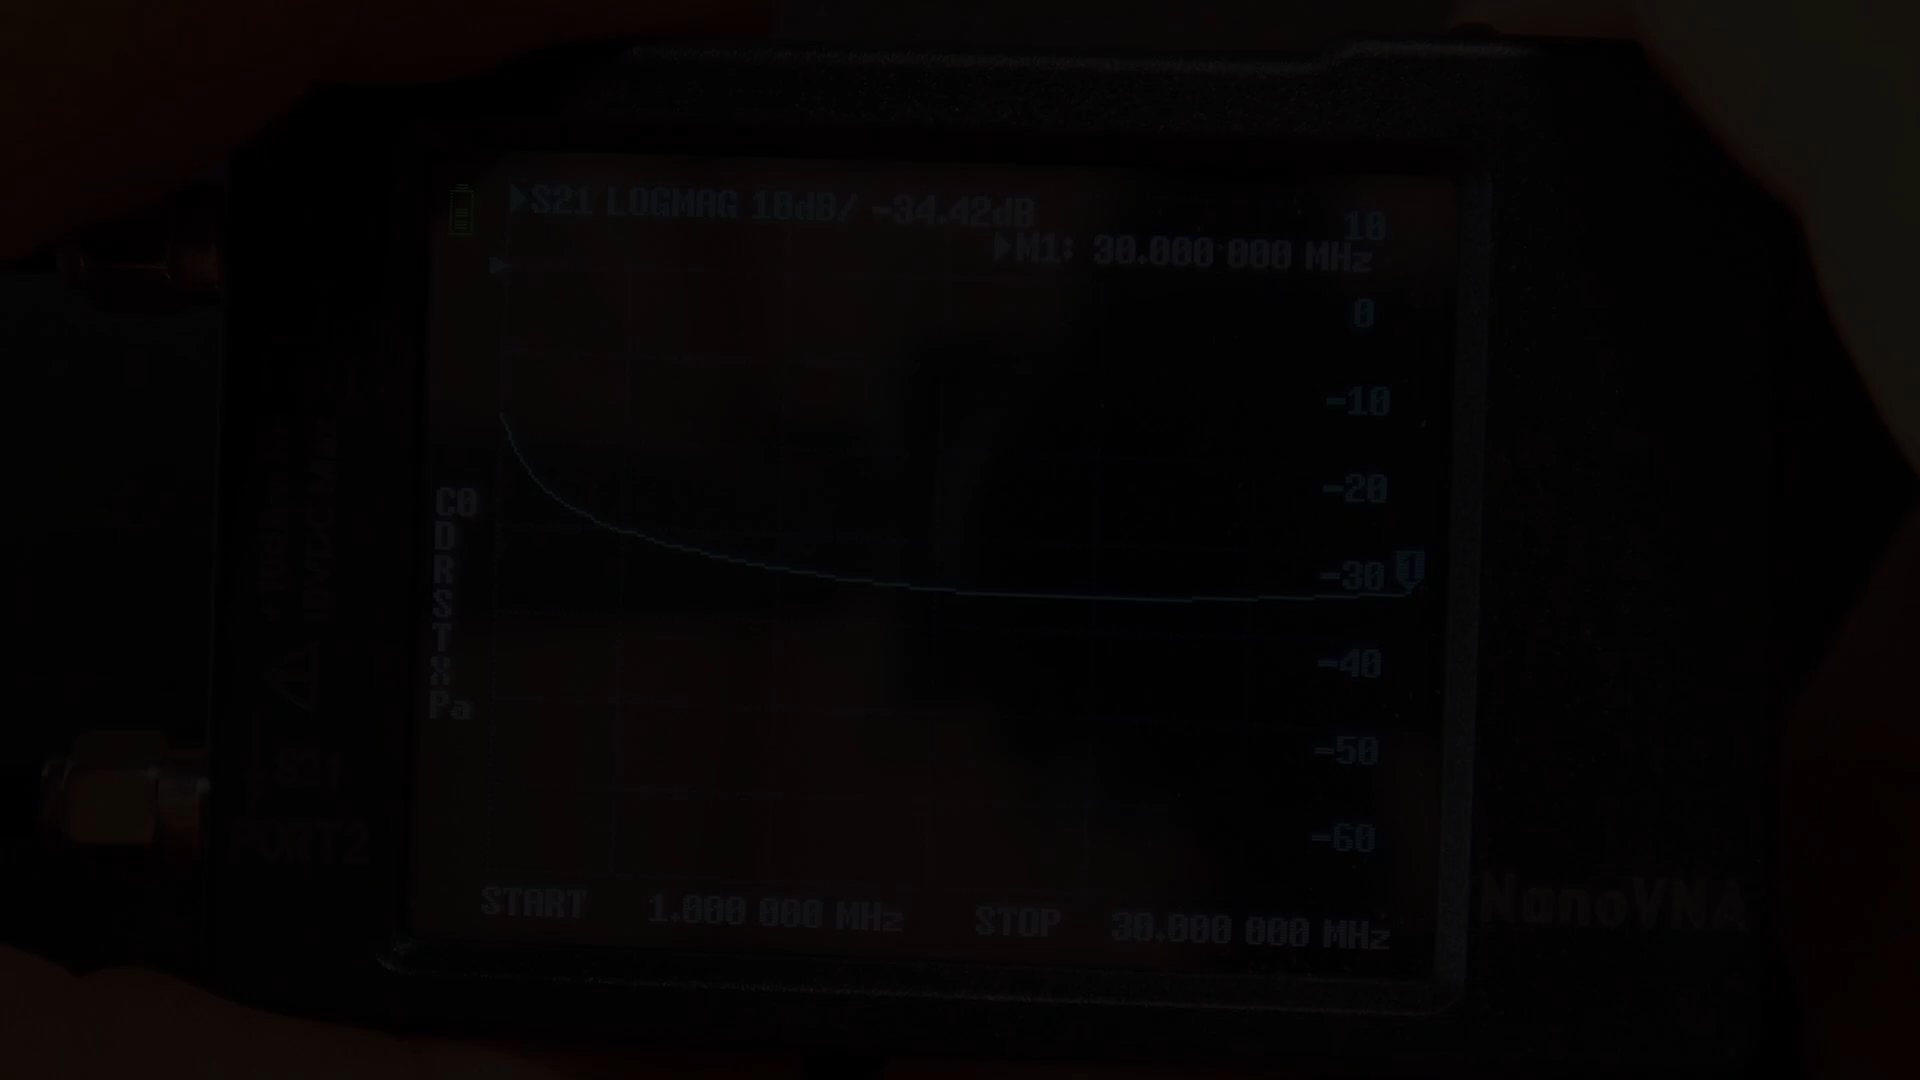 ▶S21 LOGMAG 10dB/ -34.42dB
▶M1: 30.000 000 MHz
10
0
-10
-20
-30
1
-40
-50
-60
C0
D
R
S
T
X
Pa
START 1.000 000 MHz STOP 30.000 000 MHz
PORT2
NanoVNA